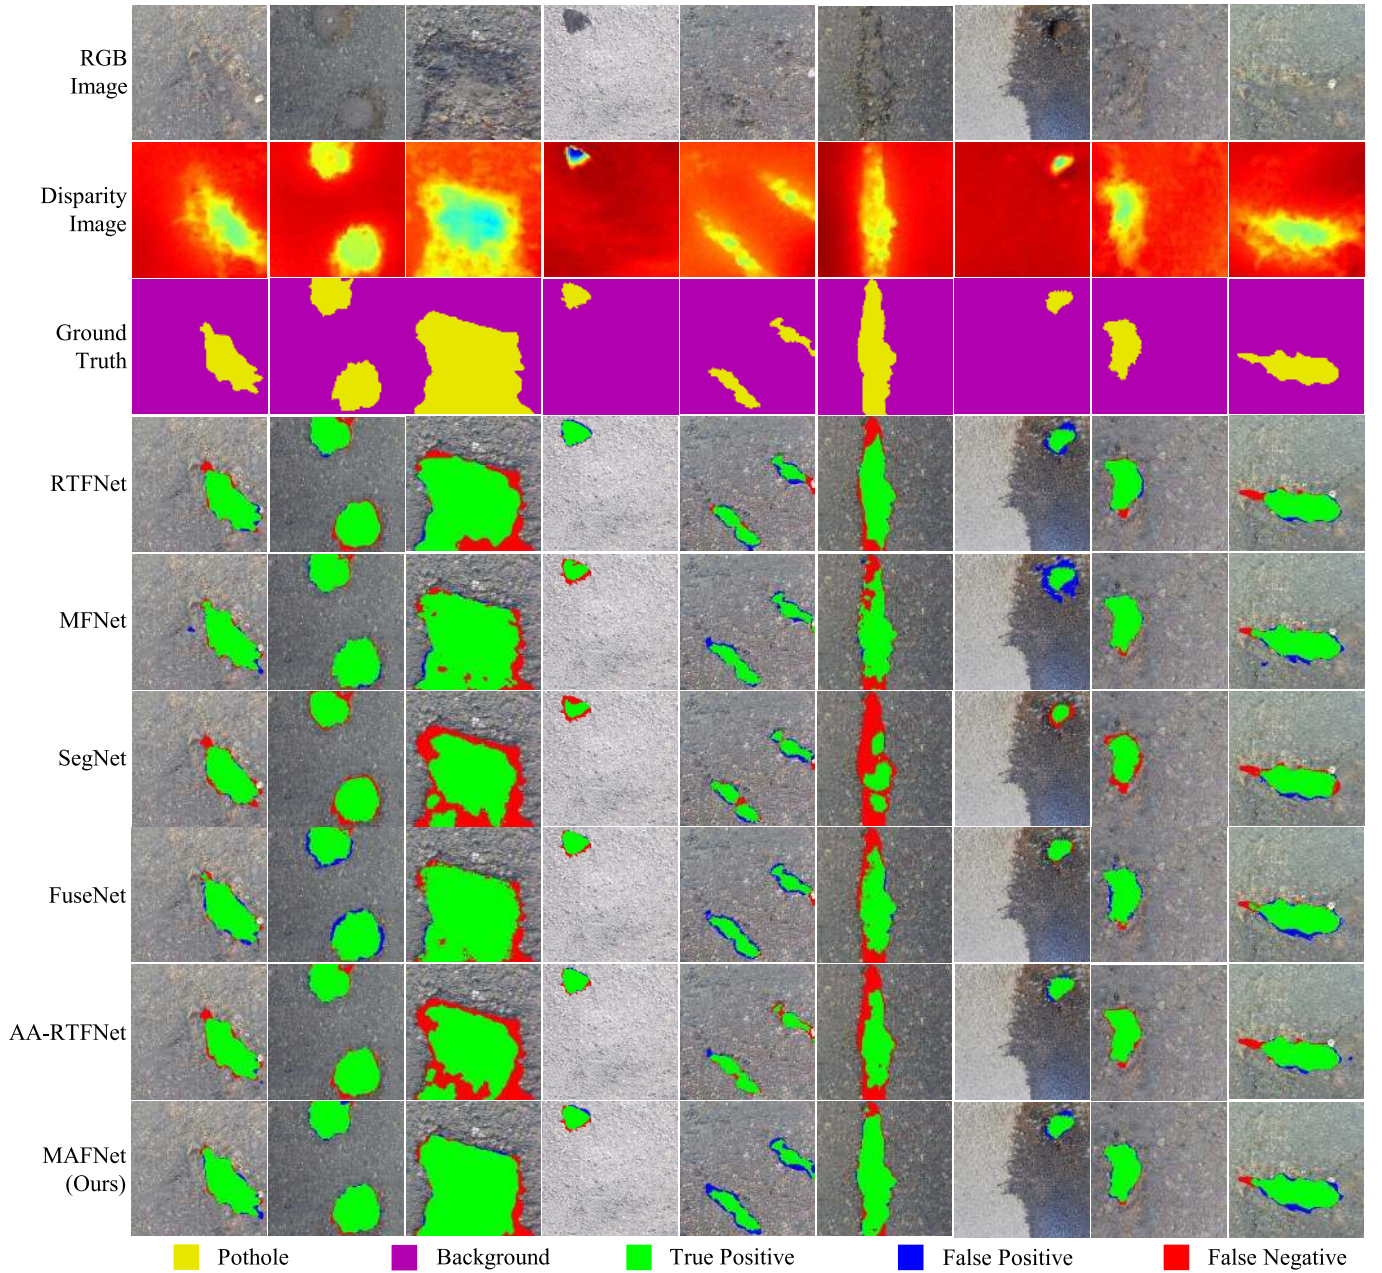 RGB
Image
Disparity
Image
Ground
Truth
RTFNet
MFNet
SegNet
FuseNet
AA-RTFNet
MAFNet
(Ours)
Pothole
Background
True Positive
False Positive
False Negative